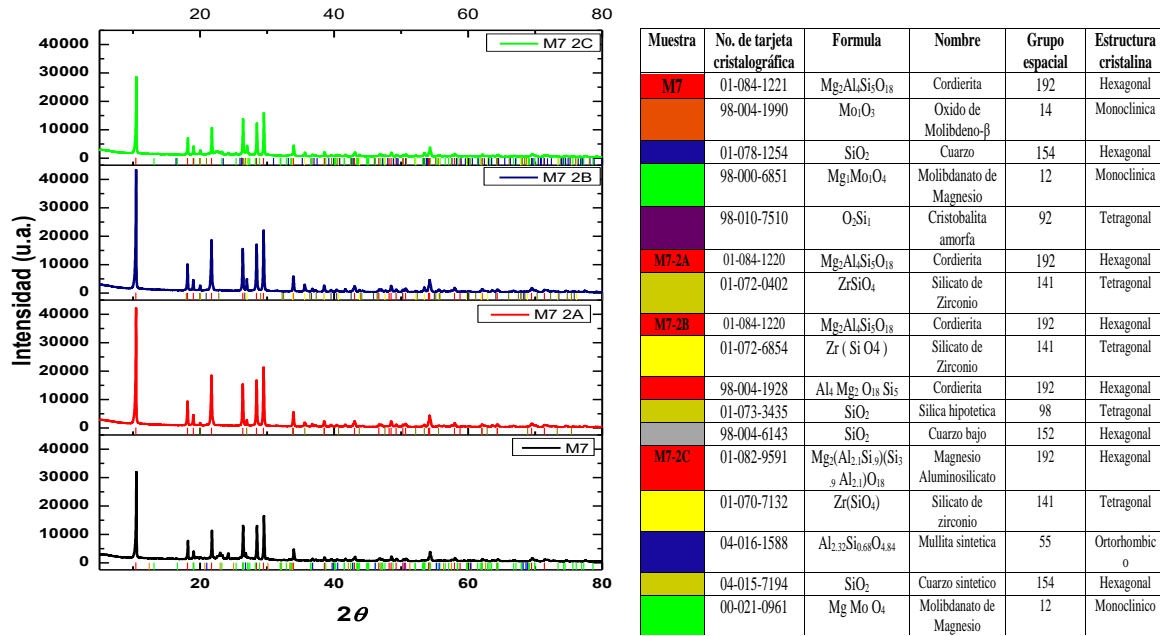 20 40 60 80
40000
30000
20000
10000
0
M7 2C
40000
30000
20000
10000
0
M7 2B
40000
30000
20000
10000
0
M7 2A
40000
30000
20000
10000
0
M7
20 40 60 80
2θ
Intensidad (u.a.)
Muestra No. de tarjeta cristalográfica Formula Nombre Grupo espacial Estructura cristalina
M7 01-084-1221 Mg2Al4Si5O18 Cordierita 192 Hexagonal
98-004-1990 Mo1O3 Oxido de Molibdeno-β 14 Monoclinica
01-078-1254 SiO2 Cuarzo 154 Hexagonal
98-000-6851 Mg1Mo1O4 Molibdanato de Magnesio 12 Monoclinica
98-010-7510 O2Si1 Cristobalita amorfa 92 Tetragonal
M7-2A 01-084-1220 Mg2Al4Si5O18 Cordierita 192 Hexagonal
01-072-0402 ZrSiO4 Silicato de Zirconio 141 Tetragonal
M7-2B 01-084-1220 Mg2Al4Si5O18 Cordierita 192 Hexagonal
01-072-6854 Zr ( Si O4 ) Silicato de Zirconio 141 Tetragonal
98-004-1928 Al4 Mg2 O18 Si5 Cordierita 192 Hexagonal
01-073-3435 SiO2 Silica hipotetica 98 Tetragonal
98-004-6143 SiO2 Cuarzo bajo 152 Hexagonal
M7-2C 01-082-9591 Mg2(Al2.1Si.9)(Si3.9 Al2.1)O18 Magnesio Aluminosilicato 192 Hexagonal
01-070-7132 Zr(SiO4) Silicato de zirconio 141 Tetragonal
04-016-1588 Al2.32Si0.68O4.84 Mullita sintetica 55 Ortorhombico
04-015-7194 SiO2 Cuarzo sintetico 154 Hexagonal
00-021-0961 Mg Mo O4 Molibdanato de Magnesio 12 Monoclinico